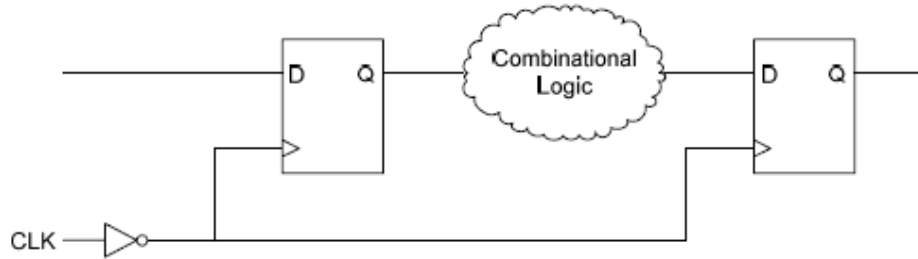 D Q
Combinational
Logic
D Q
CLK